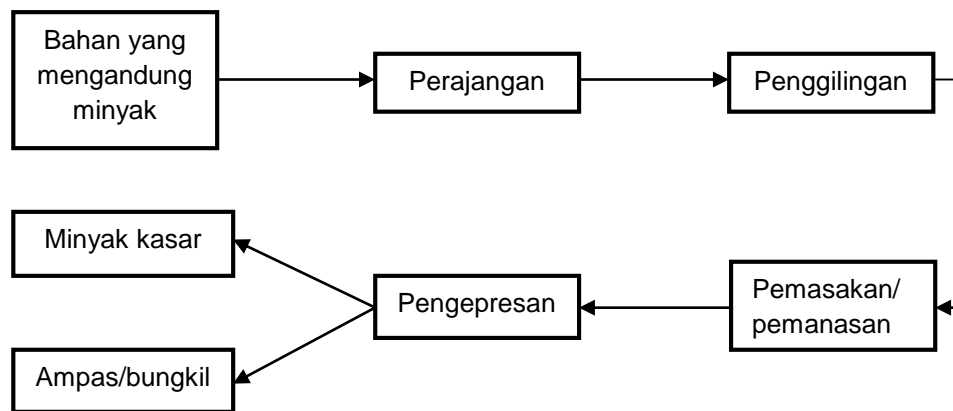 Bahan yang
mengandung
minyak
Perajangan
Penggilingan
Minyak kasar
Pengepresan
Pemasakan/
pemanasan
Ampas/bungkil